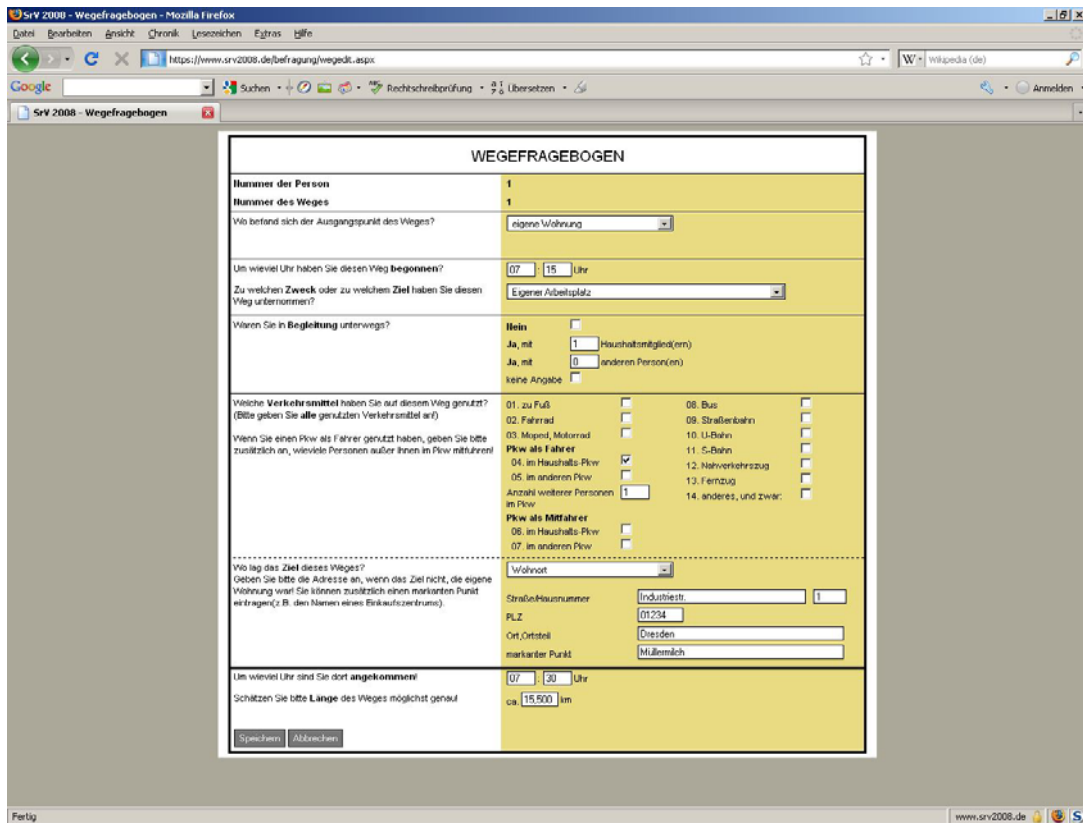 SrV 2008 - Wegefragebogen - Mozilla Firefox
Datei Bearbeiten Ansicht Chronik Lesezeichen Extras Hilfe
https://www.srv2008.de/befragung/wegedit.aspx W Wikipedia (de)
Google Suchen Rechtschreibprüfung Übersetzen Anmelden
SrV 2008 - Wegefragebogen
WEGEFRAGEBOGEN
Nummer der Person 1
Nummer des Weges 1
Wo befand sich der Ausgangspunkt des Weges? eigene Wohnung
Um wieviel Uhr haben Sie diesen Weg begonnen? 07 : 15 Uhr
Zu welchen Zweck oder zu welchem Ziel haben Sie diesen Eigener Arbeitsplatz
Weg unternommen?
Waren Sie in Begleitung unterwegs? Nein
Ja, mit 1 Haushaltsmitglied(ern)
Ja, mit 0 anderen Person(en)
keine Angabe
Welche Verkehrsmittel haben Sie auf diesem Weg genutzt?
(Bitte geben Sie alle genutzten Verkehrsmittel an!)
Wenn Sie einen Pkw als Fahrer genutzt haben, geben Sie bitte
zusätzlich an, wieviele Personen außer Ihnen im Pkw mitfuhren!
01. zu Fuß
02. Fahrrad
03. Moped, Motorrad
Pkw als Fahrer
04. im Haushalts-Pkw
05. im anderen Pkw
Anzahl weiterer Personen 1
im Pkw
Pkw als Mitfahrer
06. im Haushalts-Pkw
07. im anderen Pkw
08. Bus
09. Straßenbahn
10. U-Bahn
11. S-Bahn
12. Nahverkehrszug
13. Fernzug
14. anderes, und zwar:
Wo lag das Ziel dieses Weges?
Geben Sie bitte die Adresse an, wenn das Ziel nicht, die eigene
Wohnung war! Sie können zusätzlich einen markanten Punkt
eintragen(z.B. den Namen eines Einkaufszentrums).
Wohnort
Straße/Hausnummer Industriestr. 1
PLZ 01234
Ort,Ortsteil Dresden
markanter Punkt Müllermilch
Um wieviel Uhr sind Sie dort angekommen! 07 : 30 Uhr
Schätzen Sie bitte Länge des Weges möglichst genau! ca. 15,500 km
Speichern Abbrechen
Fertig www.srv2008.de